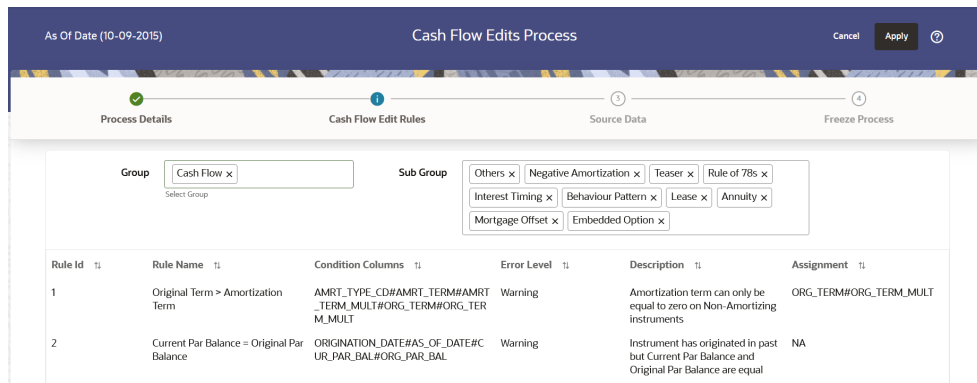 As Of Date (10-09-2015)
Cash Flow Edits Process
Cancel
Apply
?
Process Details
Cash Flow Edit Rules
3
Source Data
4
Freeze Process
Group
Cash Flow ×
Select Group
Sub Group
Others × Negative Amortization × Teaser × Rule of 78s ×
Interest Timing × Behaviour Pattern × Lease × Annuity ×
Mortgage Offset × Embedded Option ×
Rule Id Rule Name Condition Columns Error Level Description Assignment
1
Original Term > Amortization
Term
AMRT_TYPE_CD#AMRT_TERM#AMRT
_TERM_MULT#ORG_TERM#ORG_TER
M_MULT
Warning
Amortization term can only be
equal to zero on Non-Amortizing
instruments
ORG_TERM#ORG_TERM_MULT
2
Current Par Balance = Original Par
Balance
ORIGINATION_DATE#AS_OF_DATE#C
UR_PAR_BAL#ORG_PAR_BAL
Warning
Instrument has originated in past
but Current Par Balance and
Original Par Balance are equal
NA